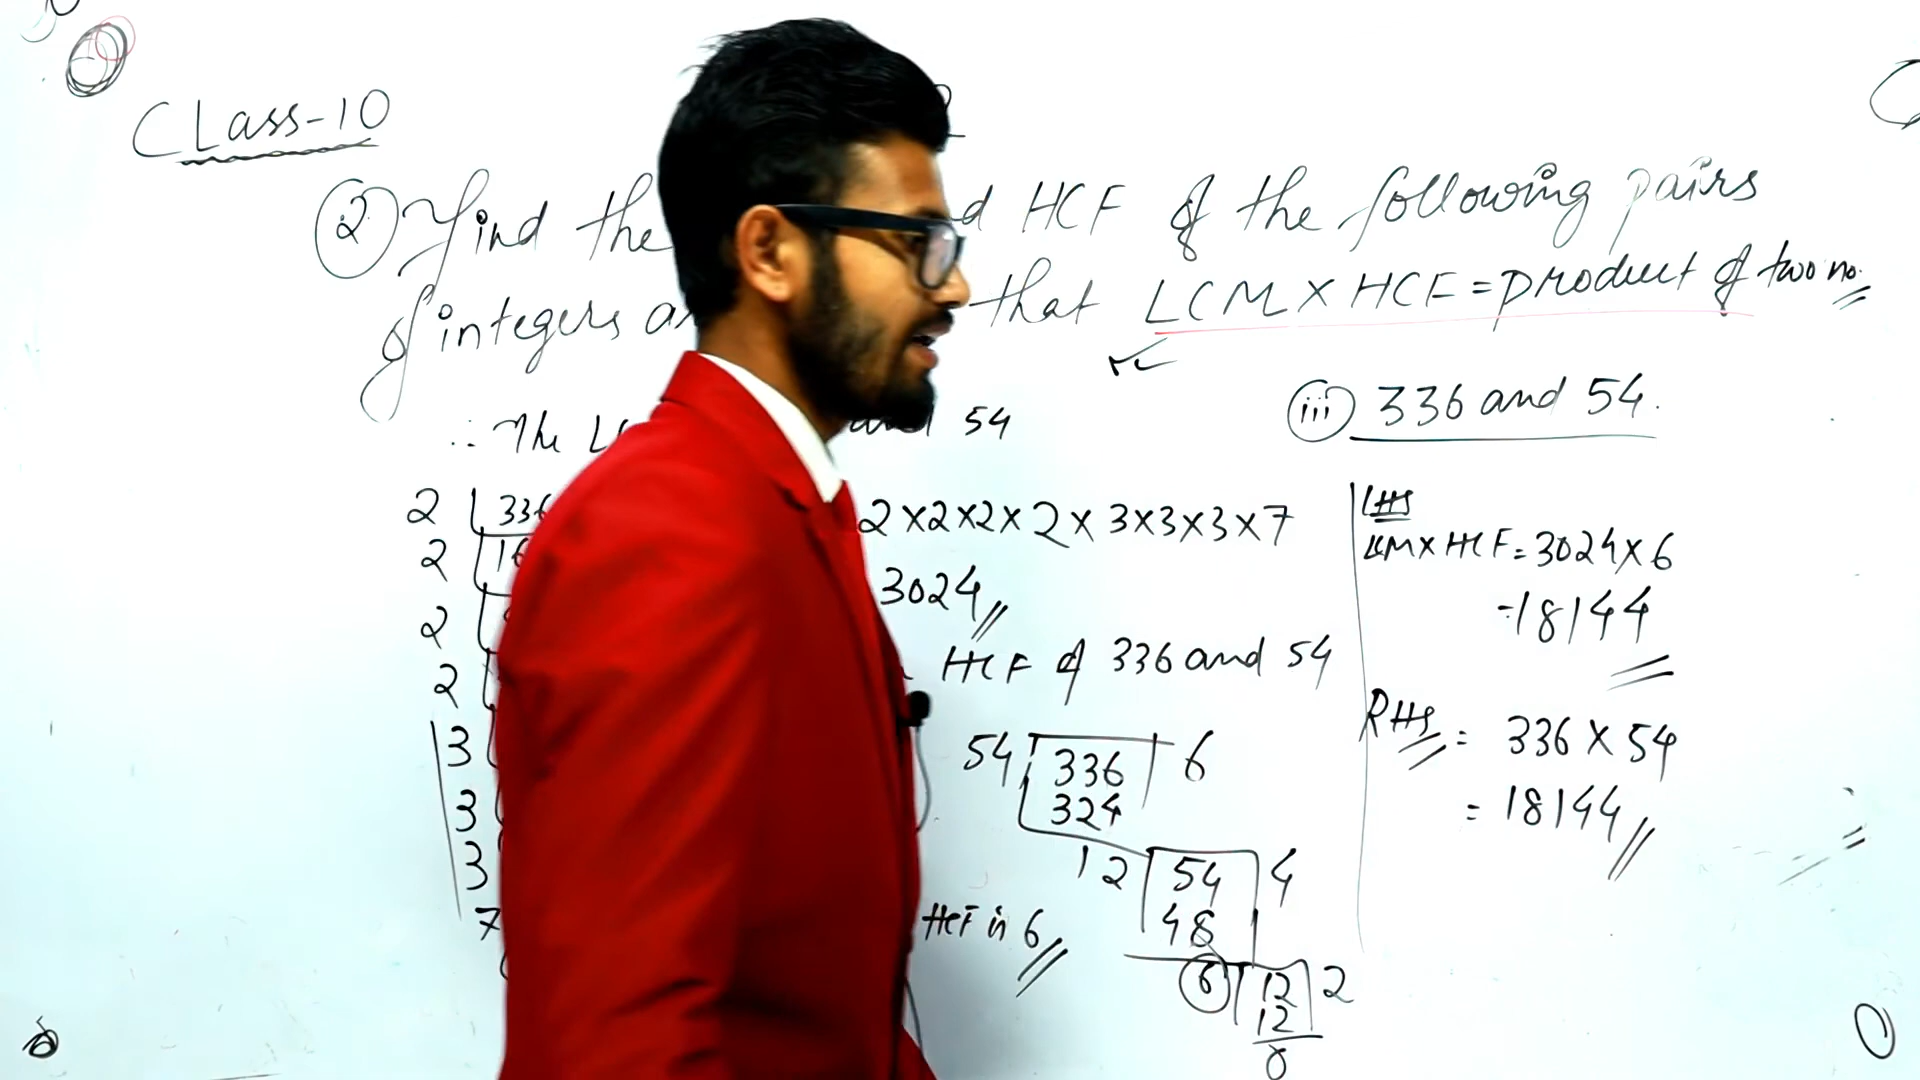 CLass-10
② Find the HCF of the following pairs
of integers that LCM X HCF = product of two no.
∴ The 54
(iii) 336 and 54.
2 336
2
2
2
3
3
3
7
2 X 2 X 2 X 2 X 3 X 3 X 3 X 7
3024
HCF of 336 and 54
54 336 6
324
12 54 4
48
6 12 2
12
0
HCF is 6
LHS
LCM X HCF = 3024 X 6
= 18144
RHS = 336 X 54
= 18144